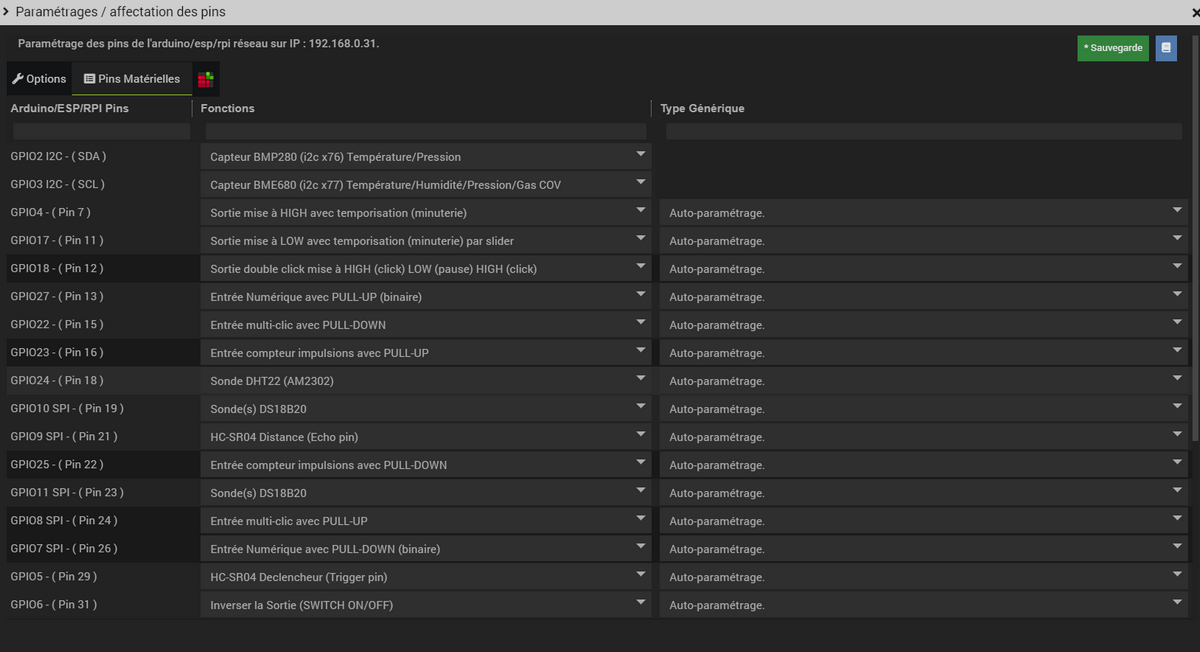 Paramétrages / affectation des pins
Paramétrage des pins de l'arduino/esp/rpi réseau sur IP : 192.168.0.31.
* Sauvegarde
Options
Pins Matérielles
Arduino/ESP/RPI Pins Fonctions Type Générique
GPIO2 I2C - ( SDA ) Capteur BMP280 (i2c x76) Température/Pression
GPIO3 I2C - ( SCL ) Capteur BME680 (i2c x77) Température/Humidité/Pression/Gas COV
GPIO4 - ( Pin 7 ) Sortie mise à HIGH avec temporisation (minuterie) Auto-paramétrage.
GPIO17 - ( Pin 11 ) Sortie mise à LOW avec temporisation (minuterie) par slider Auto-paramétrage.
GPIO18 - ( Pin 12 ) Sortie double click mise à HIGH (click) LOW (pause) HIGH (click) Auto-paramétrage.
GPIO27 - ( Pin 13 ) Entrée Numérique avec PULL-UP (binaire) Auto-paramétrage.
GPIO22 - ( Pin 15 ) Entrée multi-clic avec PULL-DOWN Auto-paramétrage.
GPIO23 - ( Pin 16 ) Entrée compteur impulsions avec PULL-UP Auto-paramétrage.
GPIO24 - ( Pin 18 ) Sonde DHT22 (AM2302) Auto-paramétrage.
GPIO10 SPI - ( Pin 19 ) Sonde(s) DS18B20 Auto-paramétrage.
GPIO9 SPI - ( Pin 21 ) HC-SR04 Distance (Echo pin) Auto-paramétrage.
GPIO25 - ( Pin 22 ) Entrée compteur impulsions avec PULL-DOWN Auto-paramétrage.
GPIO11 SPI - ( Pin 23 ) Sonde(s) DS18B20 Auto-paramétrage.
GPIO8 SPI - ( Pin 24 ) Entrée multi-clic avec PULL-UP Auto-paramétrage.
GPIO7 SPI - ( Pin 26 ) Entrée Numérique avec PULL-DOWN (binaire) Auto-paramétrage.
GPIO5 - ( Pin 29 ) HC-SR04 Declencheur (Trigger pin) Auto-paramétrage.
GPIO6 - ( Pin 31 ) Inverser la Sortie (SWITCH ON/OFF) Auto-paramétrage.